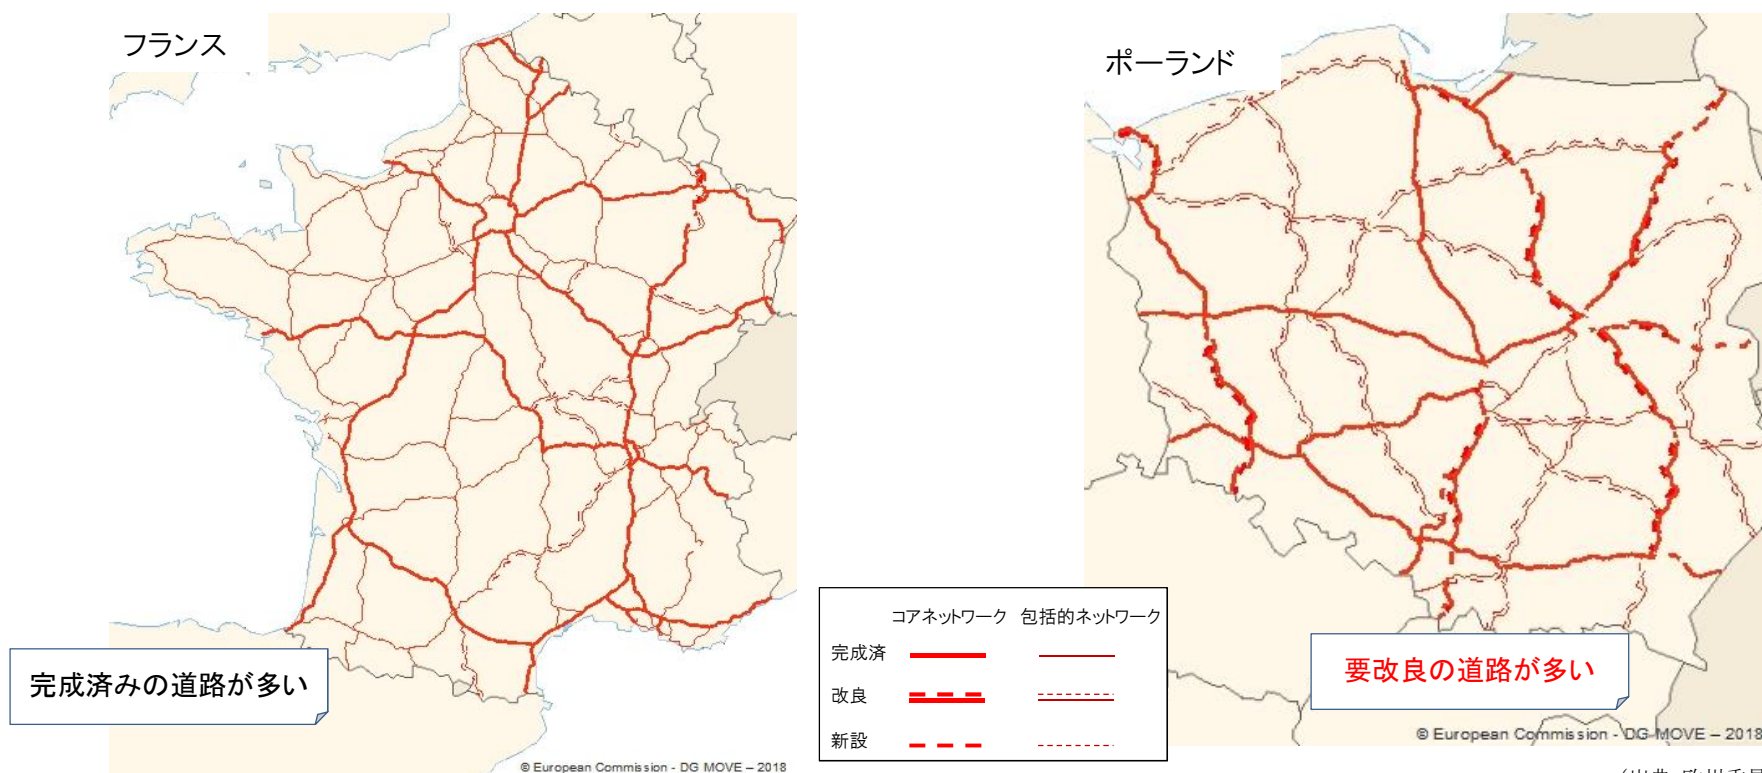 フランス
ポーランド
コアネットワーク 包括的ネットワーク
完成済
改良
新設
完成済みの道路が多い
要改良の道路が多い
© European Commission - DG MOVE – 2018
© European Commission - DG MOVE – 2018